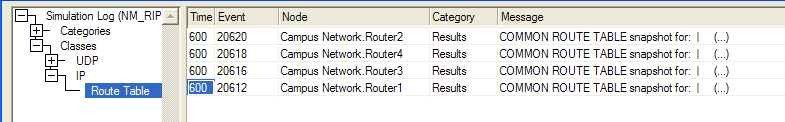 Simulation Log (NM_RIP
Categories
Classes
UDP
IP
Route Table
Time Event Node Category Message
600 20620 Campus Network.Router2 Results COMMON ROUTE TABLE snapshot for: | (...)
600 20618 Campus Network.Router4 Results COMMON ROUTE TABLE snapshot for: | (...)
600 20616 Campus Network.Router3 Results COMMON ROUTE TABLE snapshot for: | (...)
600 20612 Campus Network.Router1 Results COMMON ROUTE TABLE snapshot for: | (...)